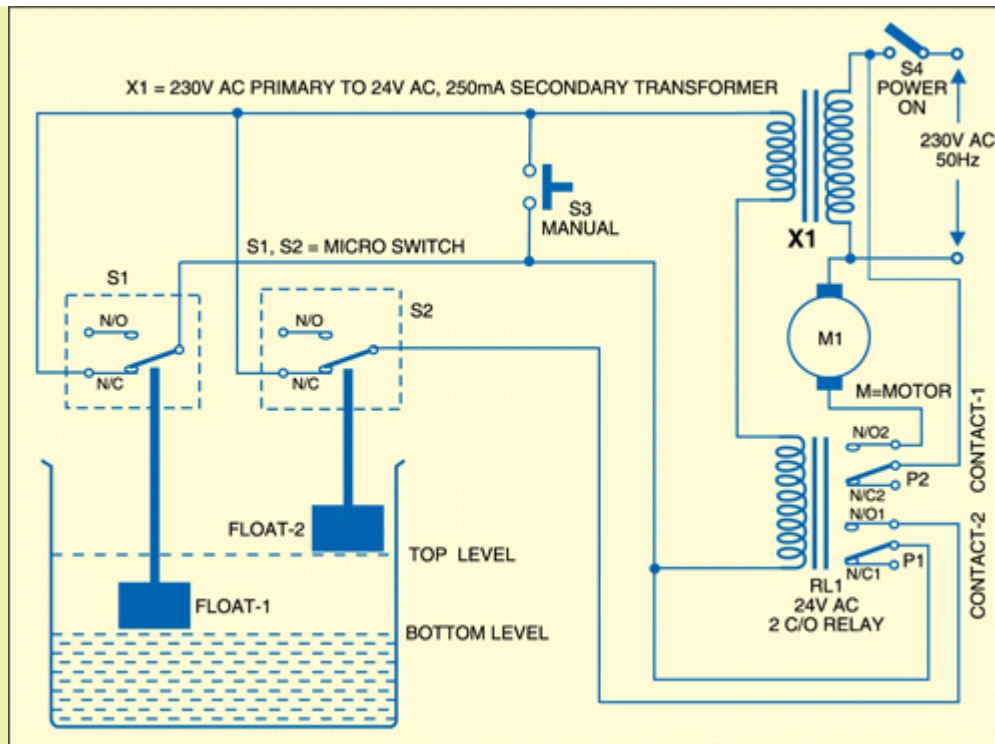 X1 = 230V AC PRIMARY TO 24V AC, 250mA SECONDARY TRANSFORMER
S4
POWER
ON
230V AC
50Hz
S3
MANUAL
X1
S1, S2 = MICRO SWITCH
S1
S2
N/O
N/C
N/O
N/C
M1
M=MOTOR
N/O2
P2
N/C2
N/O1
P1
N/C1
CONTACT-1
CONTACT-2
FLOAT-2
TOP LEVEL
FLOAT-1
BOTTOM LEVEL
RL1
24V AC
2 C/O RELAY